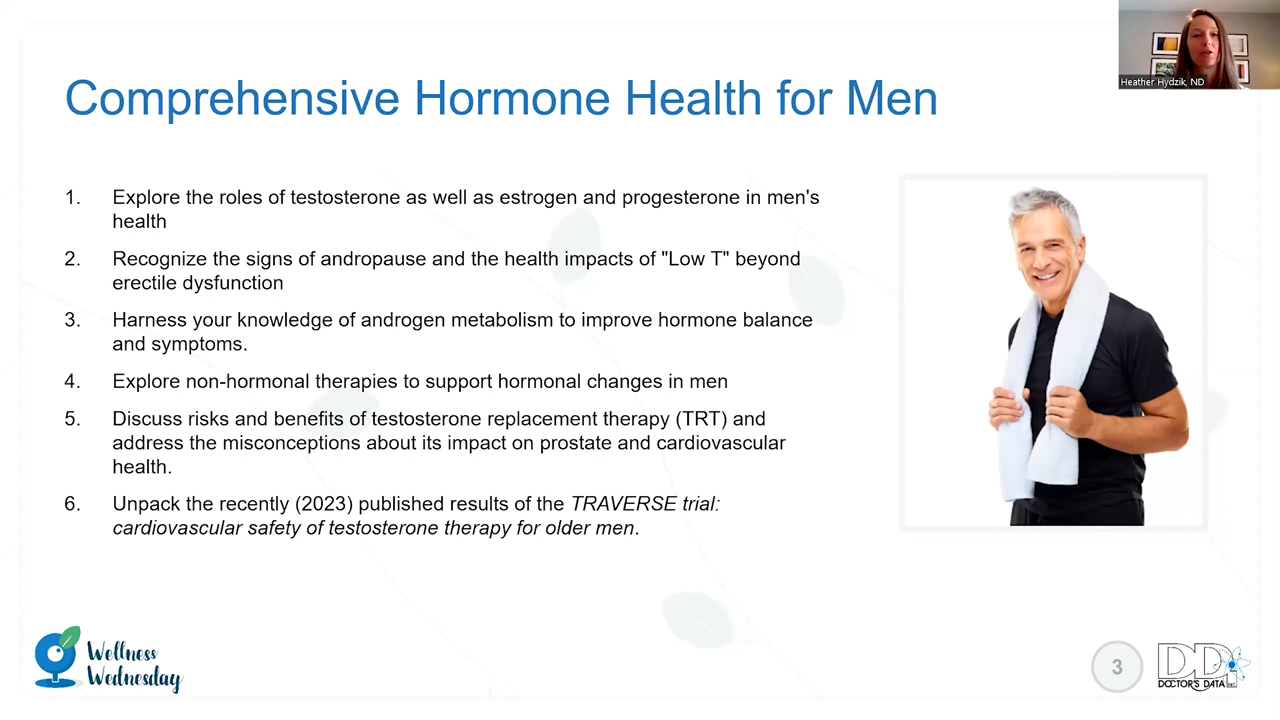 Heather Hydzik, ND
Comprehensive Hormone Health for Men
1. Explore the roles of testosterone as well as estrogen and progesterone in men's
health
2. Recognize the signs of andropause and the health impacts of "Low T" beyond
erectile dysfunction
3. Harness your knowledge of androgen metabolism to improve hormone balance
and symptoms.
4. Explore non-hormonal therapies to support hormonal changes in men
5. Discuss risks and benefits of testosterone replacement therapy (TRT) and
address the misconceptions about its impact on prostate and cardiovascular
health.
6. Unpack the recently (2023) published results of the TRAVERSE trial:
cardiovascular safety of testosterone therapy for older men.
Wellness
Wednesday
3
DDI
DOCTOR'S DATA INC.